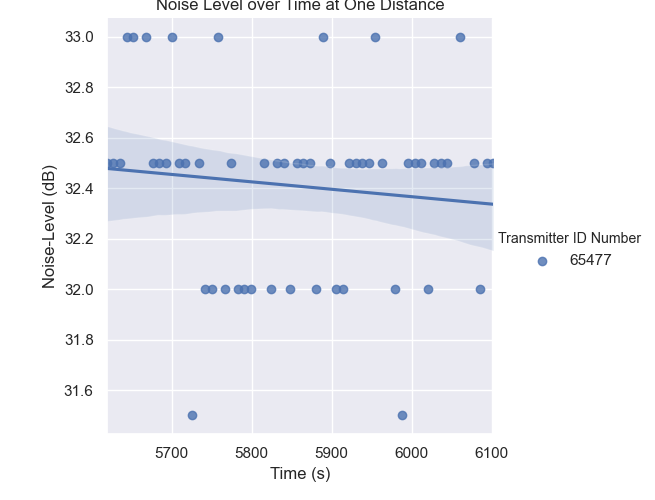 Noise Level over Time at One Distance
33.0
32.8
32.6
32.4
32.2
32.0
31.8
31.6
Noise-Level (dB)
5700 5800 5900 6000 6100
Time (s)
Transmitter ID Number
65477